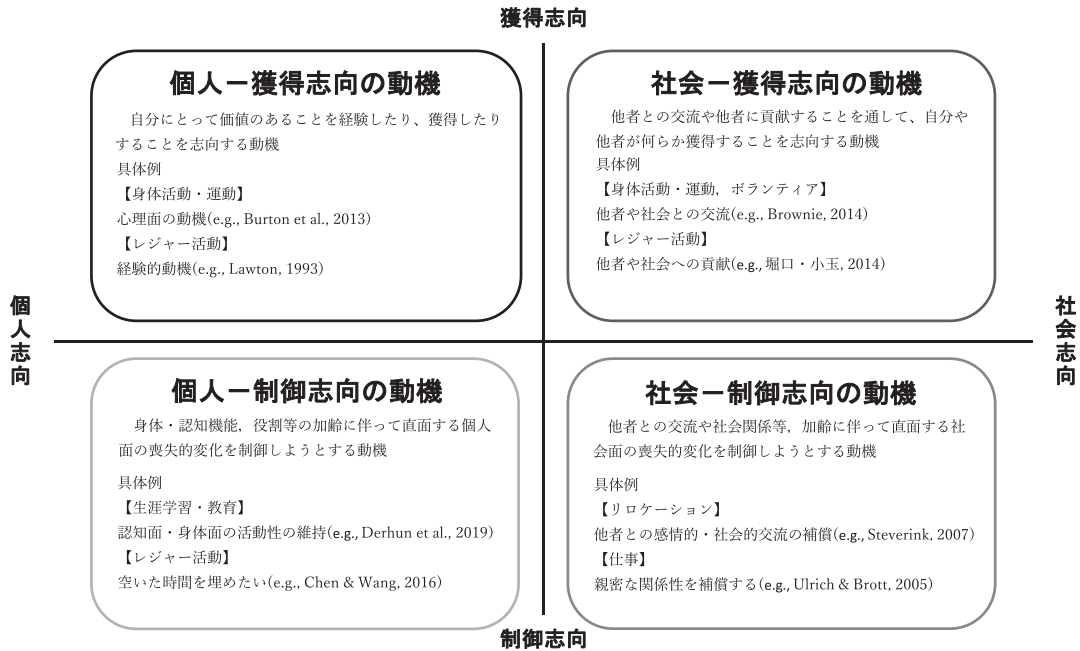 獲得志向
個人－獲得志向の動機
自分にとって価値のあることを経験したり、獲得したり
することを志向する動機
具体例
【身体活動・運動】
心理面の動機(e.g., Burton et al., 2013)
【レジャー活動】
経験的動機(e.g., Lawton, 1993)
社会－獲得志向の動機
他者との交流や他者に貢献することを通して、自分や
他者が何らか獲得することを志向する動機
具体例
【身体活動・運動，ボランティア】
他者や社会との交流(e.g., Brownie, 2014)
【レジャー活動】
他者や社会への貢献(e.g., 堀口・小玉, 2014)
個人志向
社会志向
個人－制御志向の動機
身体・認知機能，役割等の加齢に伴って直面する個人
面の喪失的変化を制御しようとする動機
具体例
【生涯学習・教育】
認知面・身体面の活動性の維持(e.g., Derhun et al., 2019)
【レジャー活動】
空いた時間を埋めたい(e.g., Chen & Wang, 2016)
社会－制御志向の動機
他者との交流や社会関係等，加齢に伴って直面する社
会面の喪失的変化を制御しようとする動機
具体例
【リロケーション】
他者との感情的・社会的交流の補償(e.g., Steverink, 2007)
【仕事】
親密な関係性を補償する(e.g., Ulrich & Brott, 2005)
制御志向